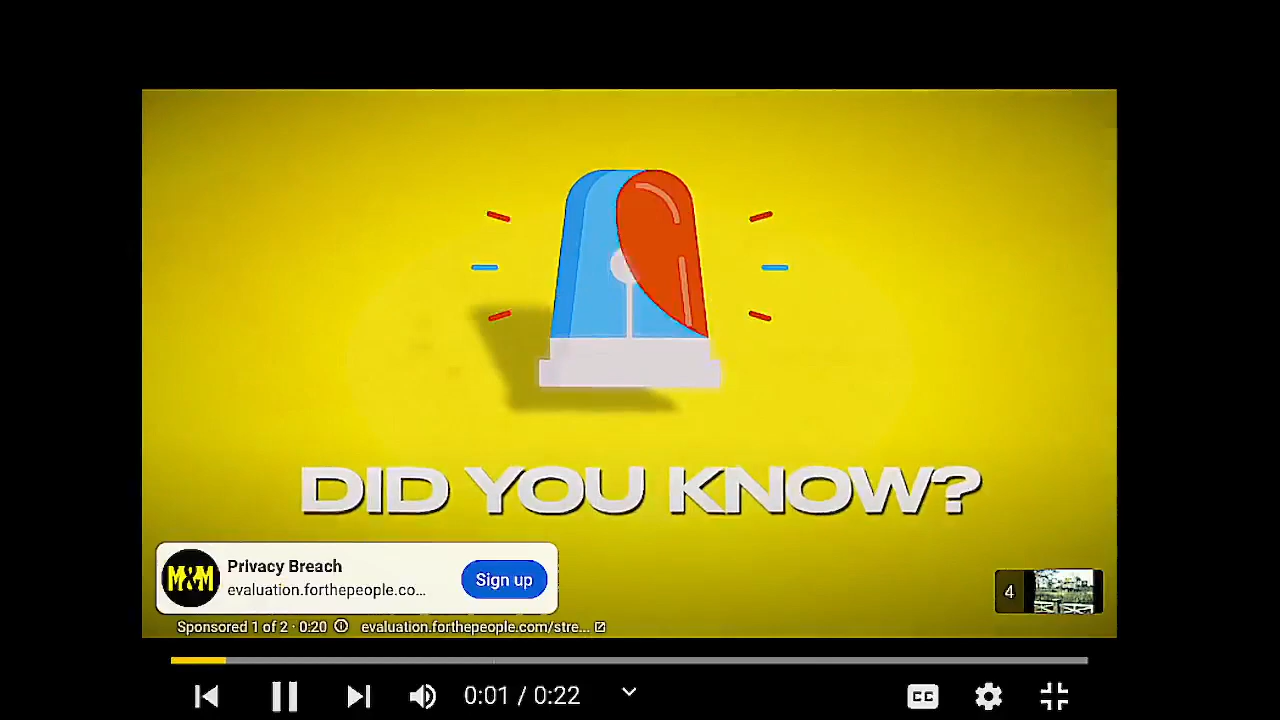 DID YOU KNOW?
M&M
Privacy Breach
evaluation.forthepeople.co...
Sign up
4
Sponsored 1 of 2 · 0:20
evaluation.forthepeople.com/stre...
0:01 / 0:22
CC